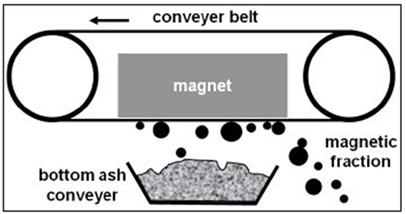 conveyer belt
magnet
magnetic
fraction
bottom ash
conveyer